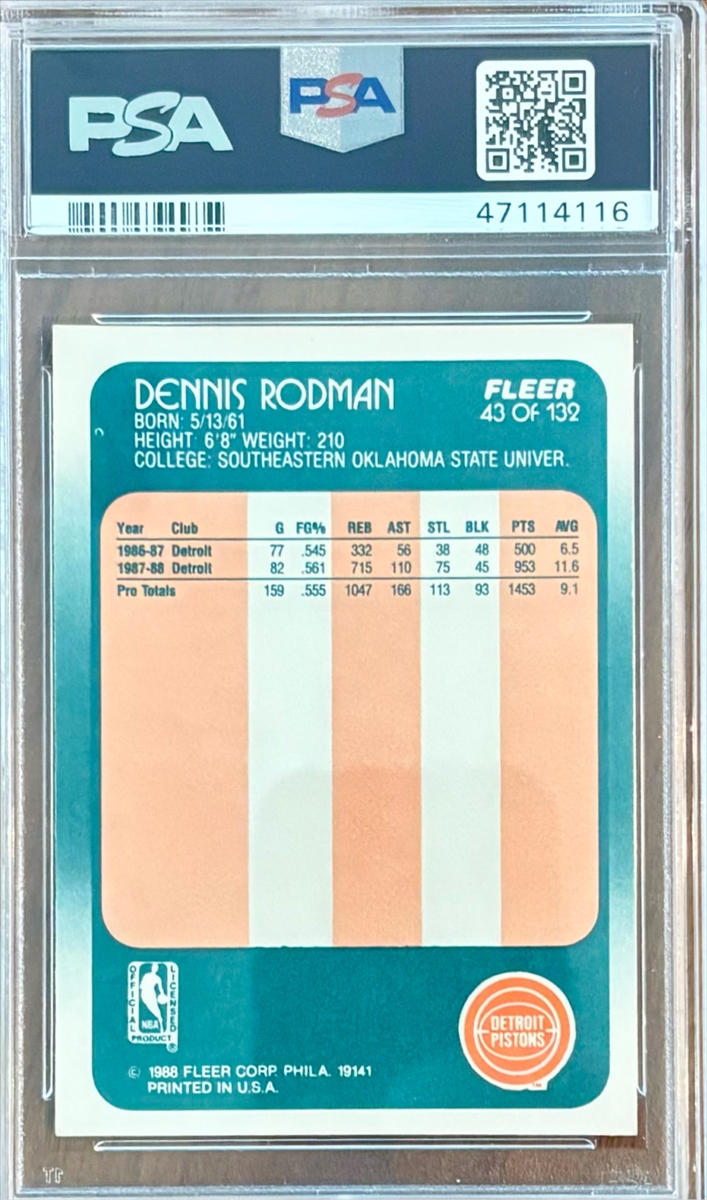 PSA
PSA
47114116
DENNIS RODMAN
FLEER
43 OF 132
BORN: 5/13/61
HEIGHT: 6'8" WEIGHT: 210
COLLEGE: SOUTHEASTERN OKLAHOMA STATE UNIVER.
Year Club G FG% REB AST STL BLK PTS AVG
1986-87 Detroit 77 .545 332 56 38 48 500 6.5
1987-88 Detroit 82 .561 715 110 75 45 953 11.6
Pro Totals 159 .555 1047 166 113 93 1453 9.1
OFFICIAL LICENSED
NBA
PRODUCT ®
DETROIT
PISTONS
TM
© 1988 FLEER CORP. PHILA. 19141
PRINTED IN U.S.A.